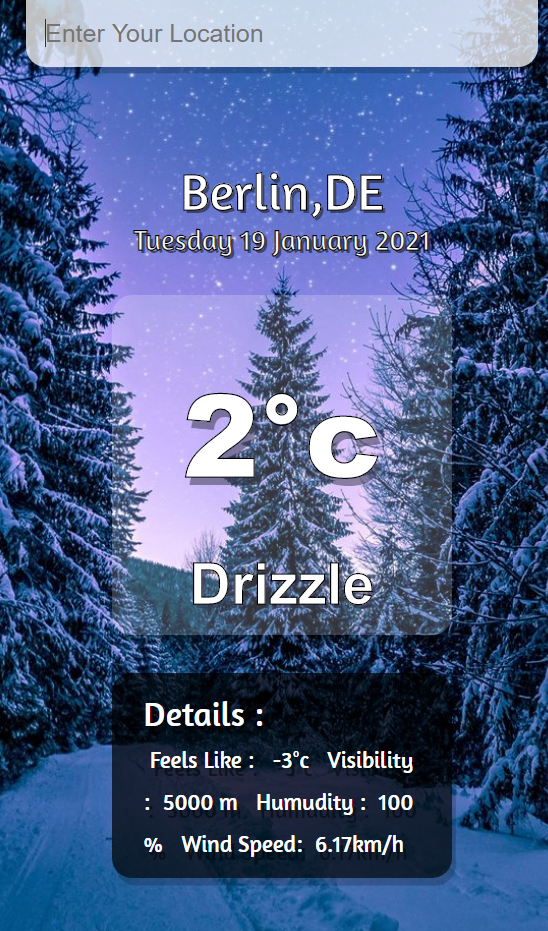 Enter Your Location
Berlin,DE
Tuesday 19 January 2021
2°c
Drizzle
Details :
Feels Like : -3°c Visibility
: 5000 m Humudity : 100
% Wind Speed: 6.17km/h